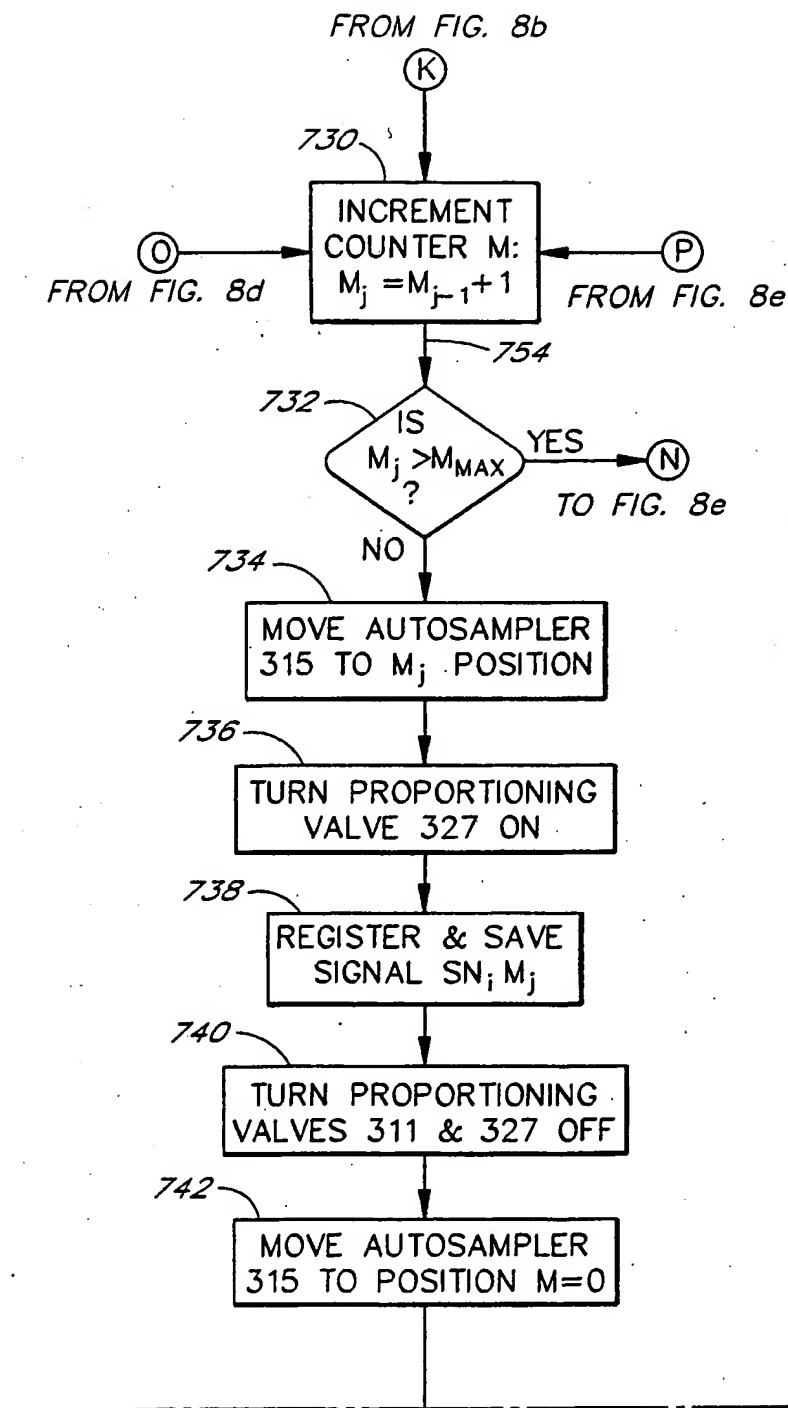 FROM FIG. 8b
K
730
INCREMENT
COUNTER M:
Mj =Mj-1+1
O
FROM FIG. 8d
P
FROM FIG. 8e
754
732
IS
Mj >MMAX
?
YES
N
TO FIG. 8e
NO
734
MOVE AUTOSAMPLER
315 TO Mj POSITION
736
TURN PROPORTIONING
VALVE 327 ON
738
REGISTER & SAVE
SIGNAL SNi Mj
740
TURN PROPORTIONING
VALVES 311 & 327 OFF
742
MOVE AUTOSAMPLER
315 TO POSITION M=0